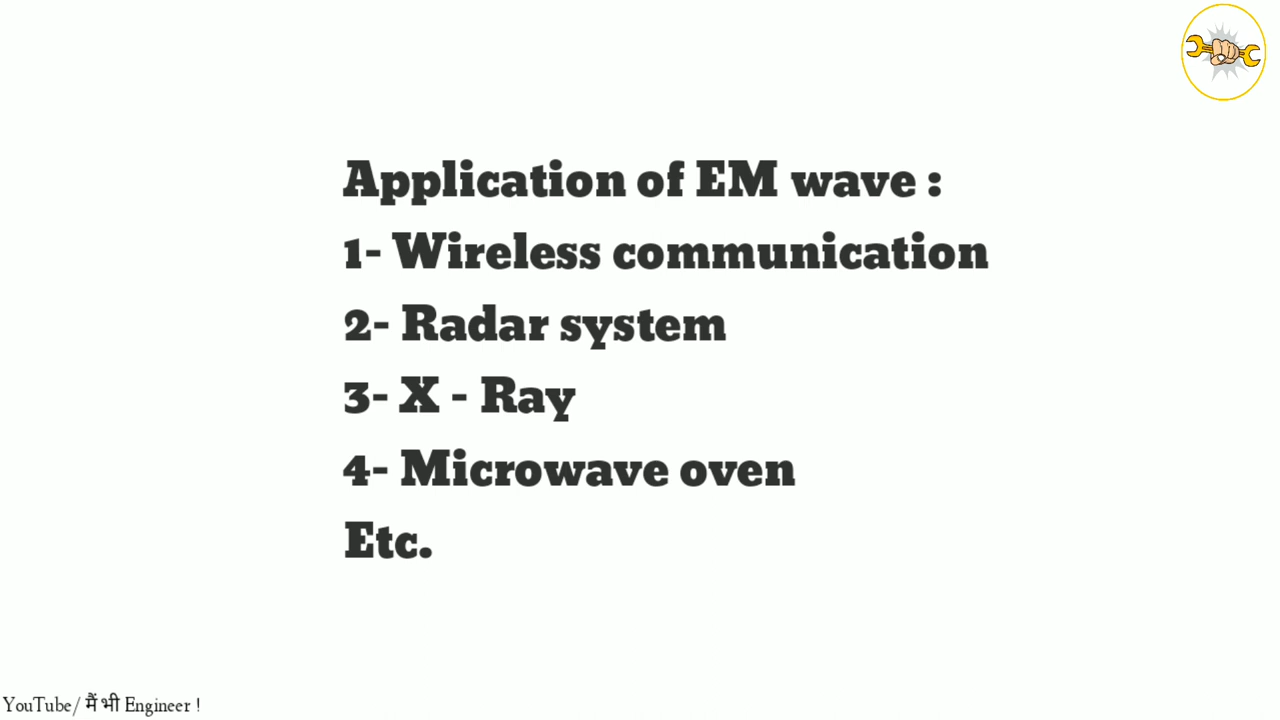 Application of EM wave :
1- Wireless communication
2- Radar system
3- X - Ray
4- Microwave oven
Etc.
YouTube/ मैं भी Engineer !